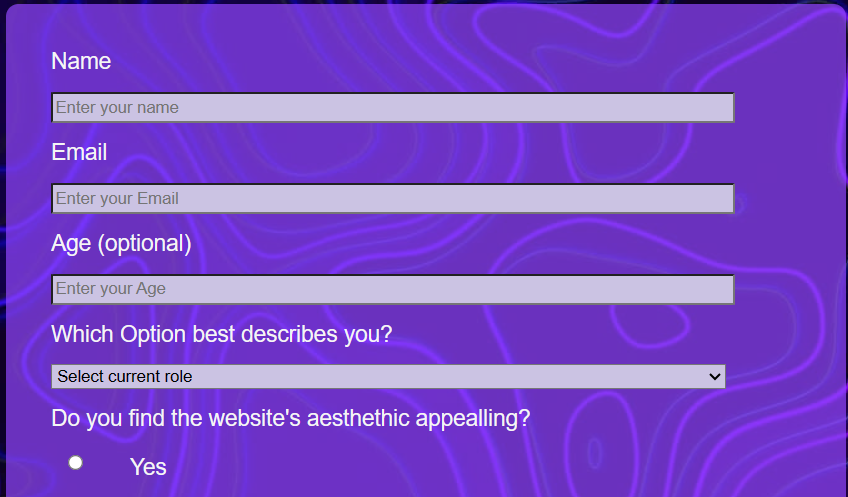 Name
Enter your name
Email
Enter your Email
Age (optional)
Enter your Age
Which Option best describes you?
Select current role
Do you find the website's aesthethic appealling?
Yes